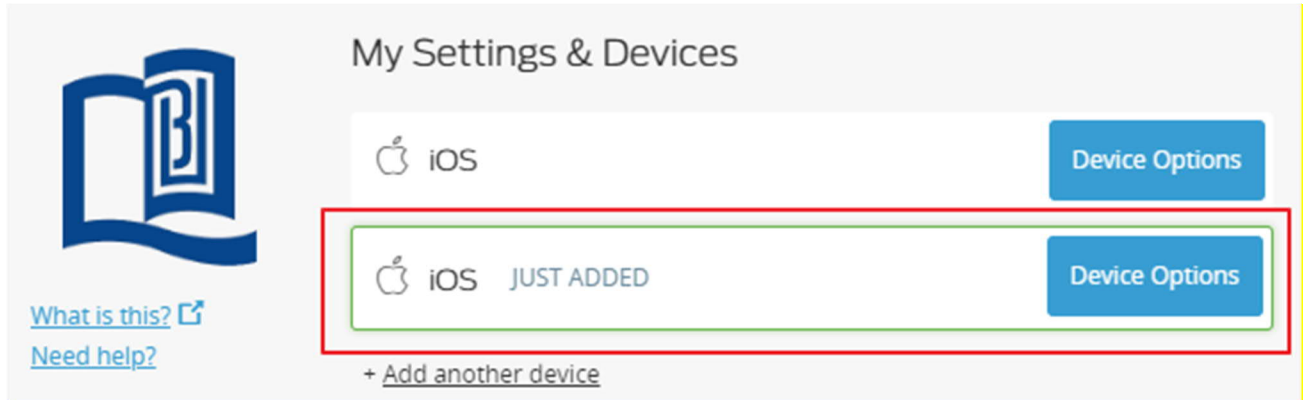 My Settings & Devices
iOS
Device Options
iOS JUST ADDED
Device Options
What is this?
Need help?
+ Add another device